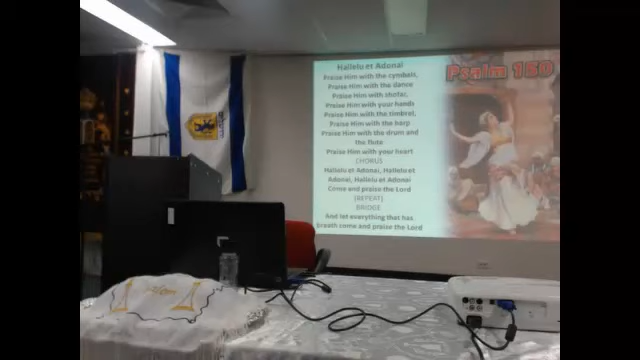 Hallelu et Adonai
Praise Him with the cymbals,
Praise Him with the dance
Praise Him with shofar,
Praise Him with your hands
Praise Him with the timbrel,
Praise Him with the harp
Praise Him with the drum and
the flute
Praise Him with your heart
CHORUS
Hallelu et Adonai, Hallelu et
Adonai, Hallelu et Adonai
Come and praise the Lord
(REPEAT)
BRIDGE
And let everything that has
breath come and praise the Lord
Psalm 150